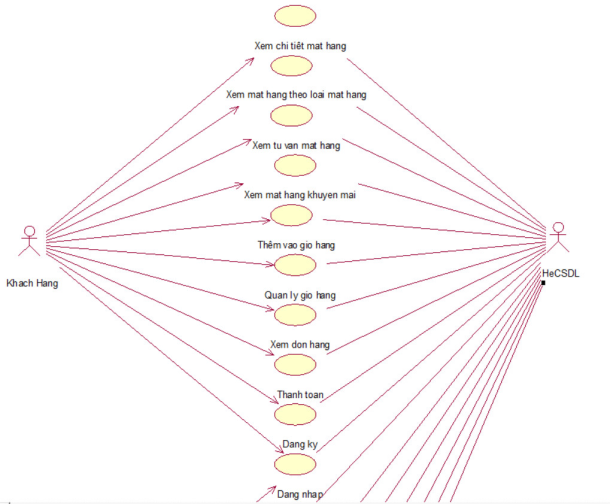 Xem chi tiêt mat hang
Xem mat hang theo loai mat hang
Xem tu van mat hang
Xem mat hang khuyen mai
Thêm vao gio hang
Khach Hang
HeCSDL
Quan ly gio hang
Xem don hang
Thanh toan
Dang ky
Dang nhap